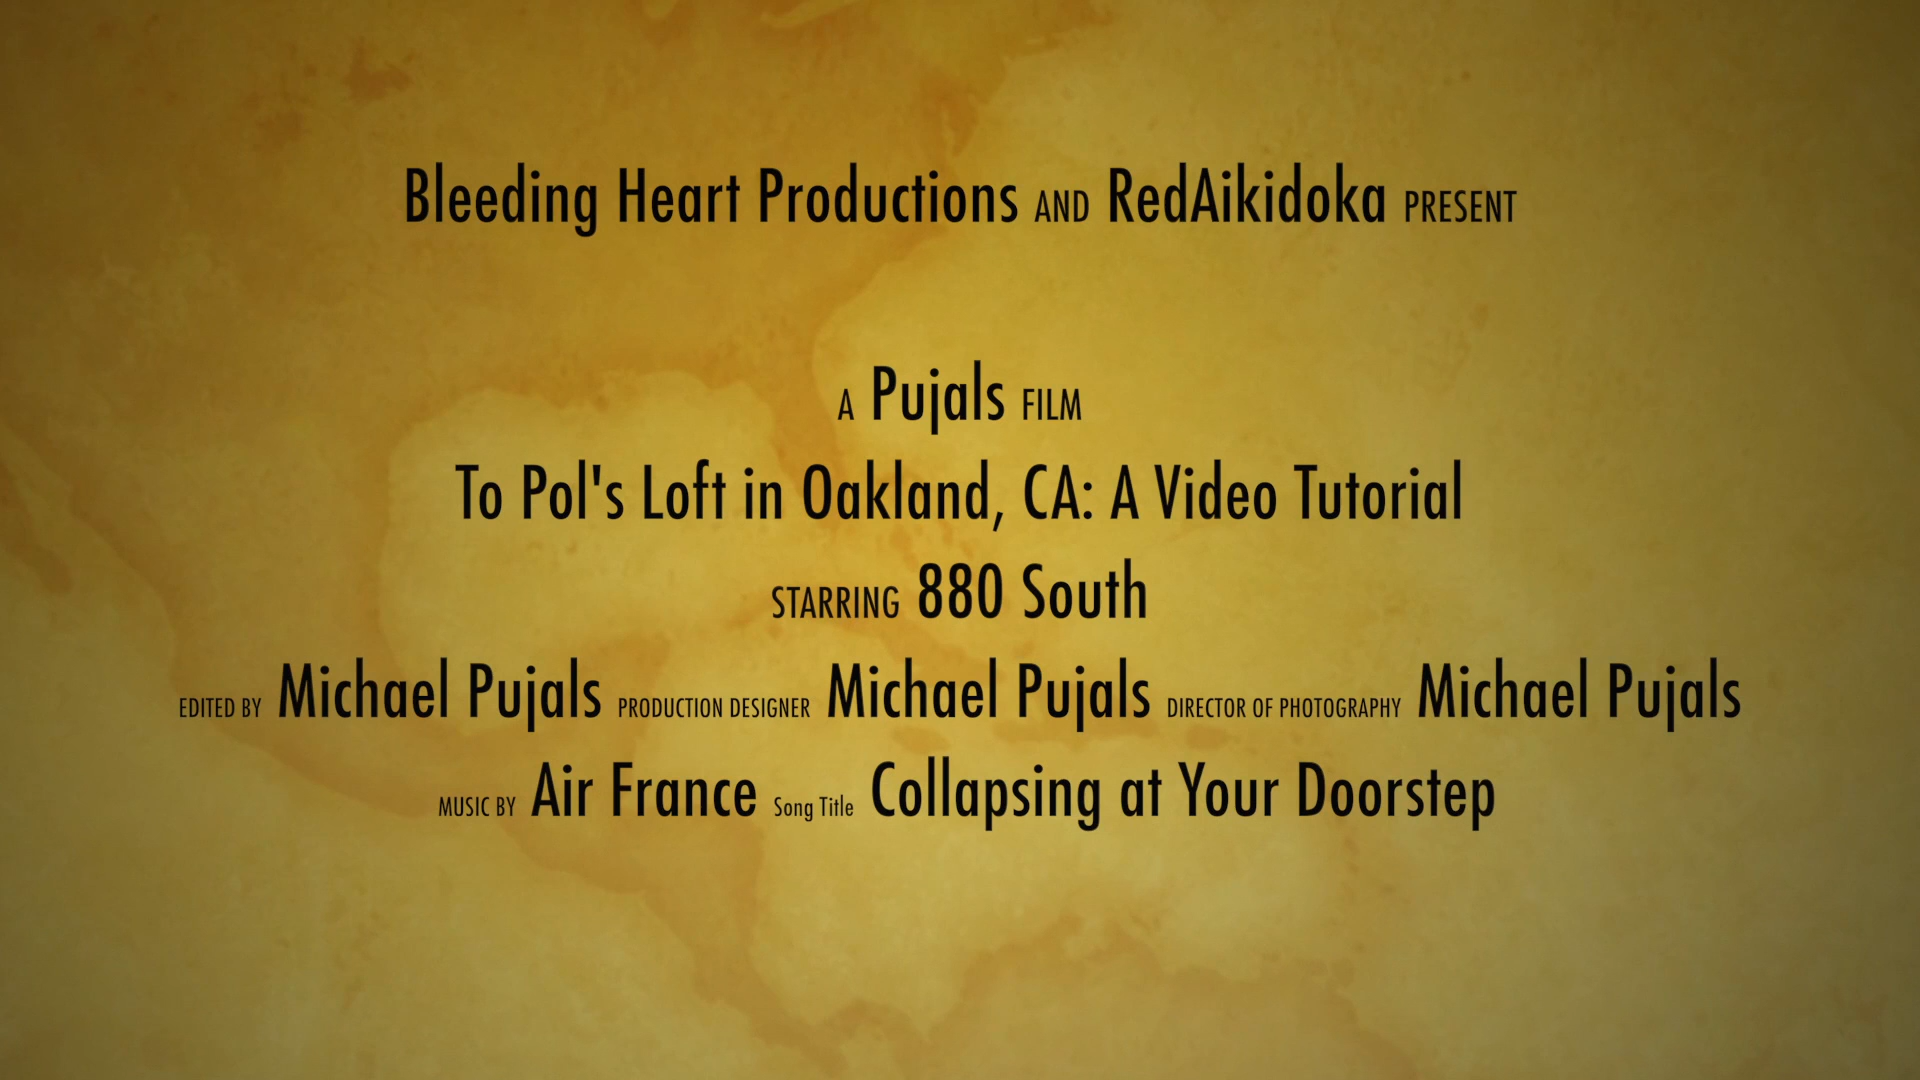 Bleeding Heart Productions AND RedAikidoka PRESENT
A Pujals FILM
To Pol's Loft in Oakland, CA: A Video Tutorial
STARRING 880 South
EDITED BY Michael Pujals PRODUCTION DESIGNER Michael Pujals DIRECTOR OF PHOTOGRAPHY Michael Pujals
MUSIC BY Air France Song Title Collapsing at Your Doorstep